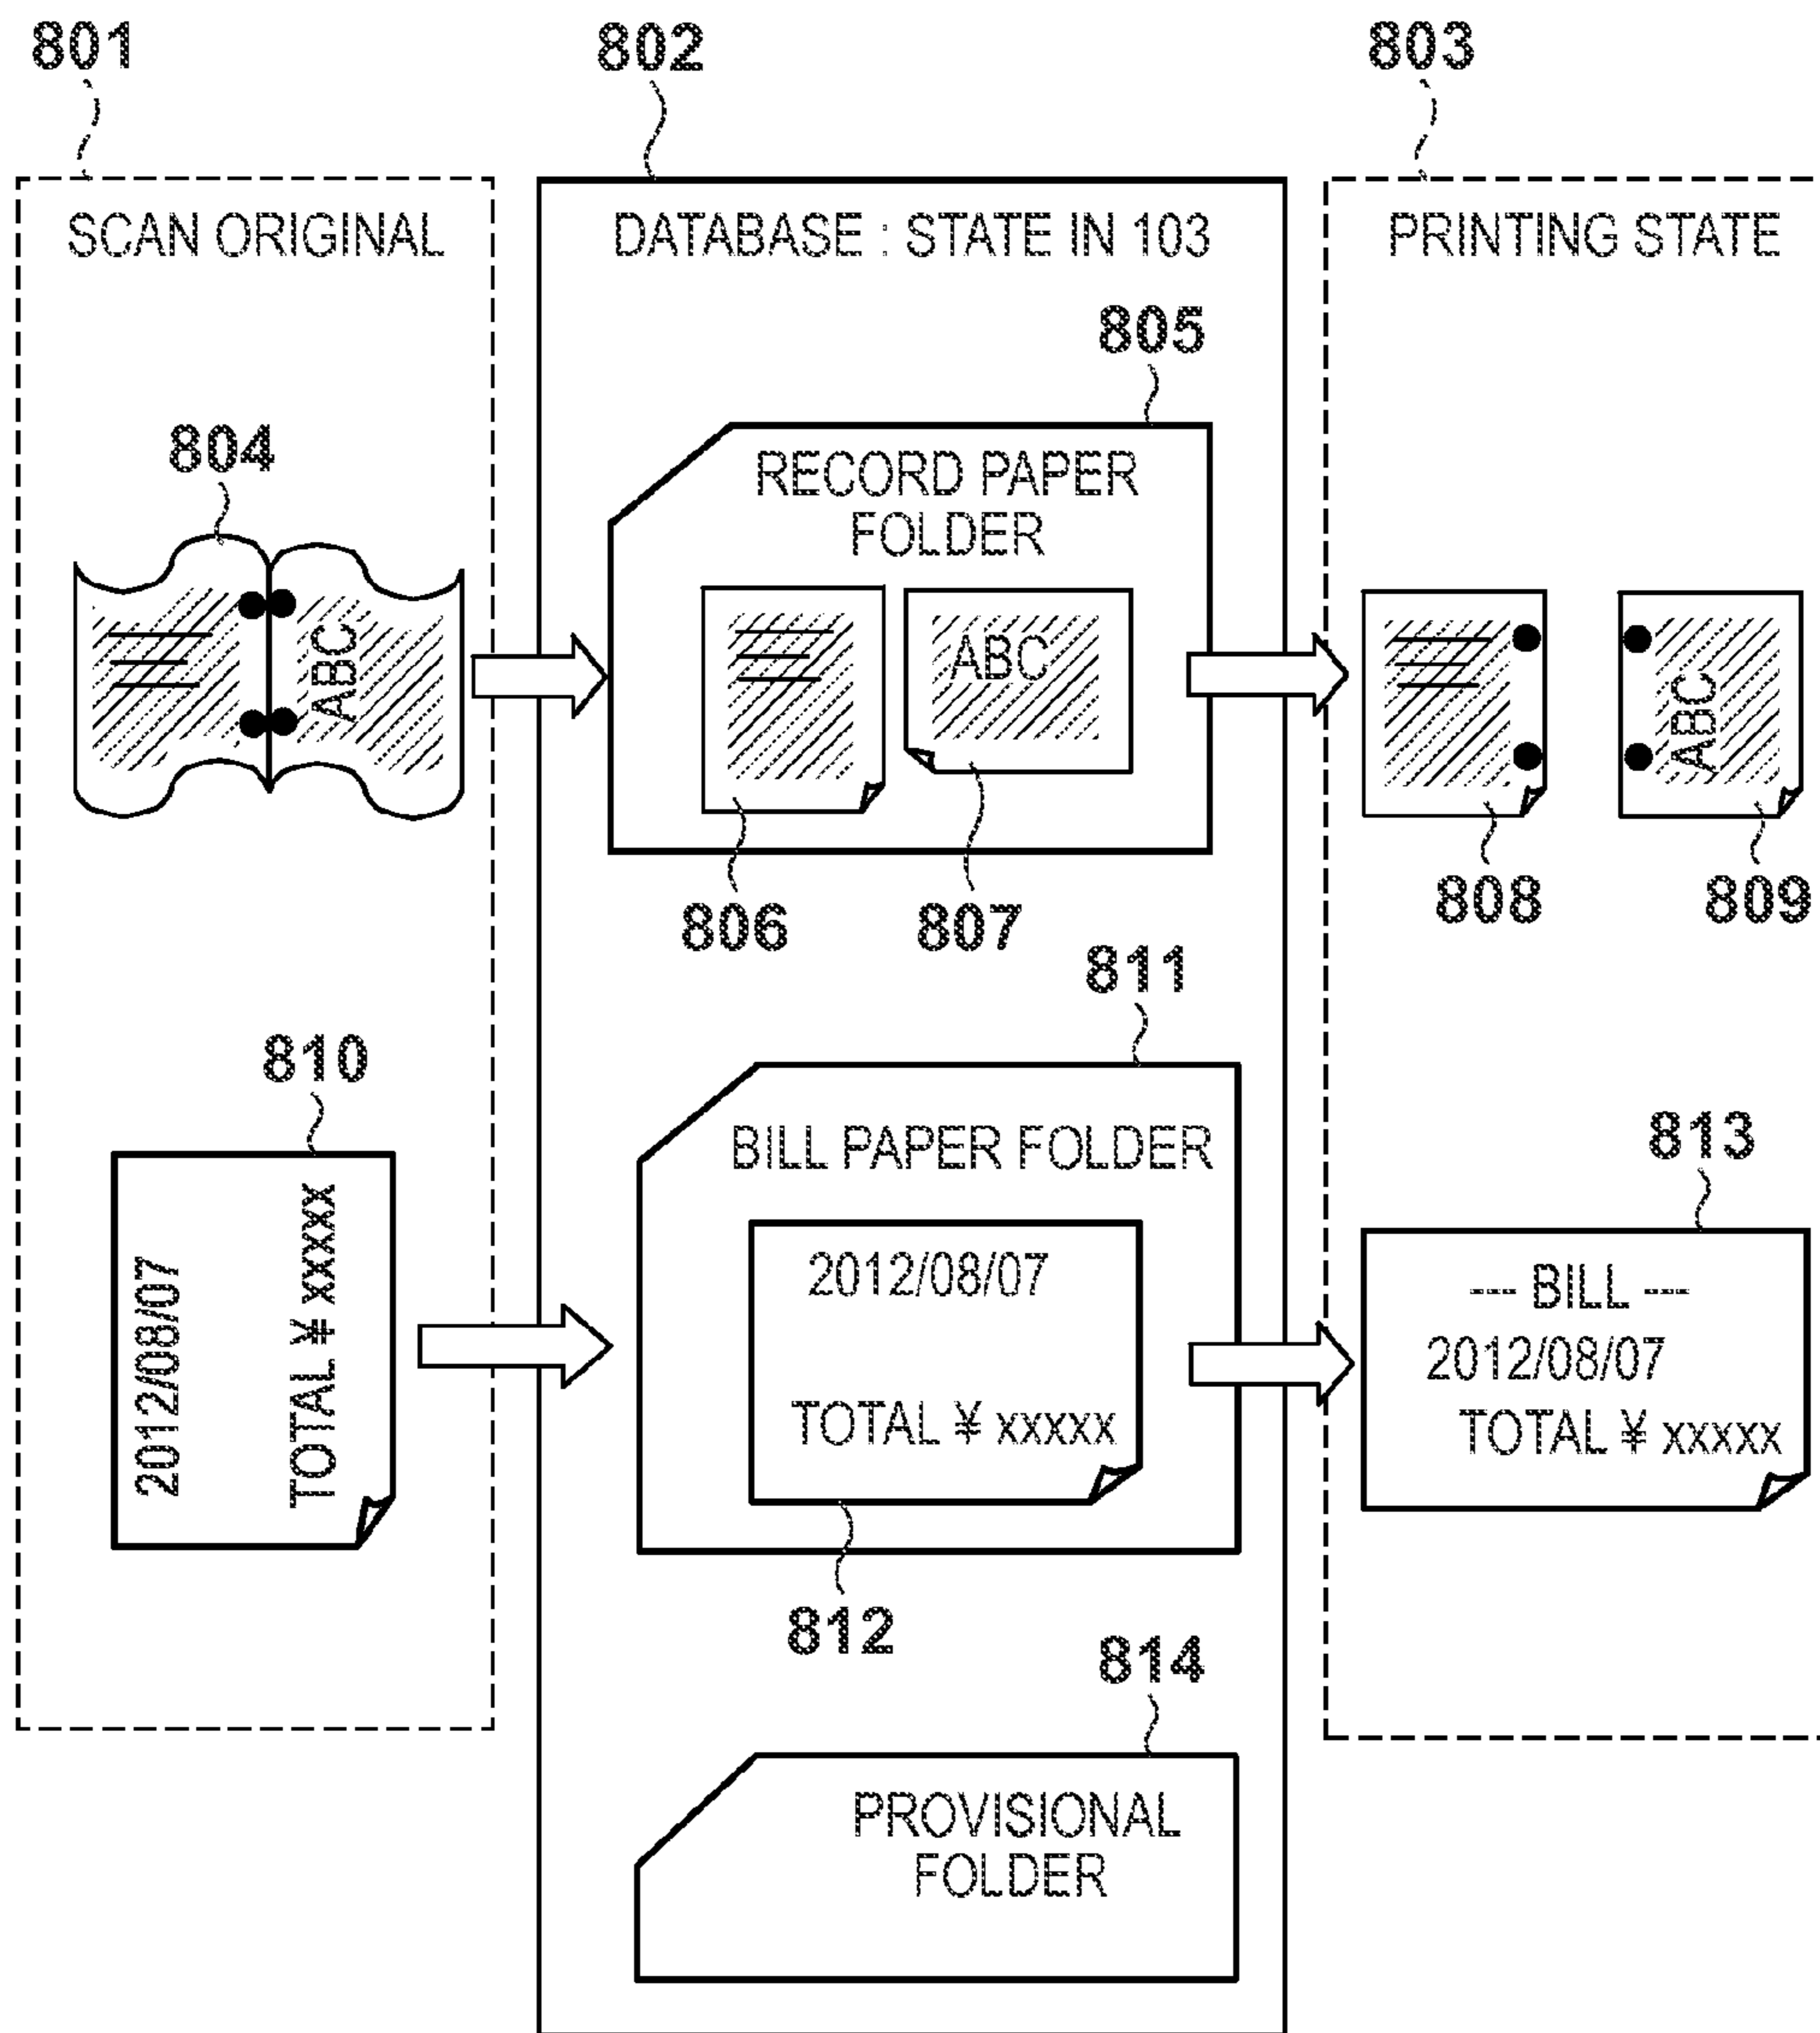 801
802
803
SCAN ORIGINAL
DATABASE : STATE IN 103
PRINTING STATE
805
804
RECORD PAPER
FOLDER
ABC
ABC
ABC
806
807
808
809
811
810
BILL PAPER FOLDER
813
2012/08/07
TOTAL ¥ xxxxx
2012/08/07
TOTAL ¥ xxxxx
--- BILL ---
2012/08/07
TOTAL ¥ xxxxx
812
814
PROVISIONAL
FOLDER